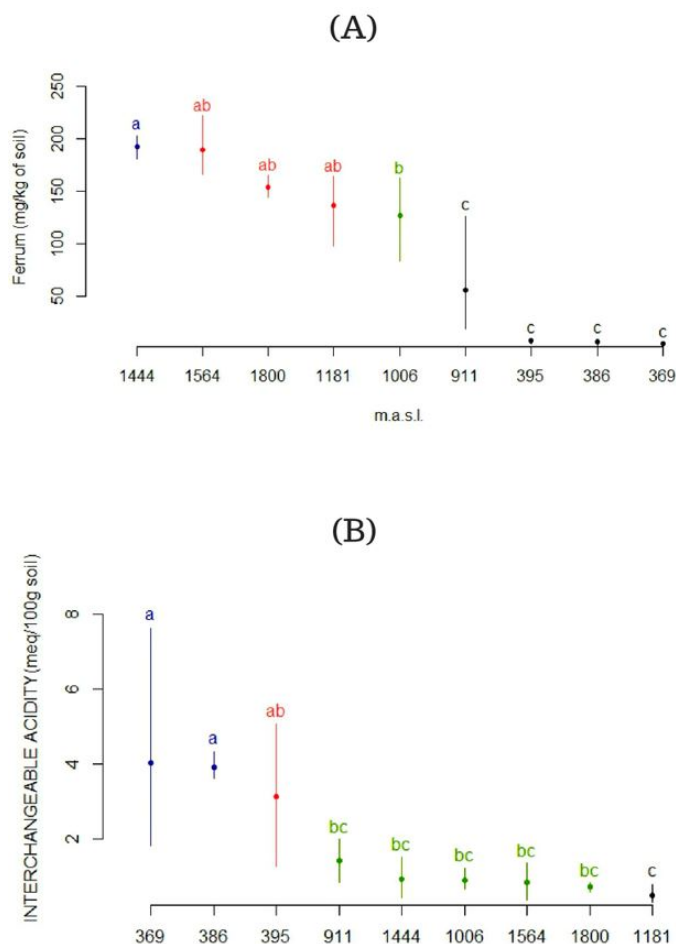 (A)
Ferrum (mg/kg of soil)
250
200
150
100
50
a
ab
ab
ab
b
c
c
c
c
1444 1564 1800 1181 1006 911 395 386 369
m.a.s.l.
(B)
INTERCHANGEABLE ACIDITY (meq/100g soil)
8
6
4
2
a
a
ab
bc
bc
bc
bc
bc
c
369 386 395 911 1444 1006 1564 1800 1181